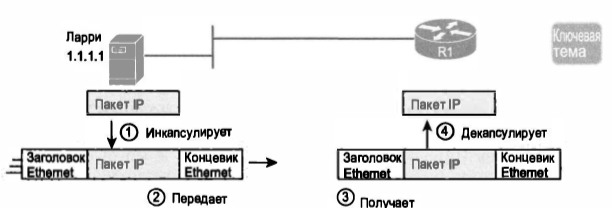 Ларри
1.1.1.1
R1
Ключевая
тема
Пакет IP
Пакет IP
1 Инкапсулирует
4 Декапсулирует
Заголовок
Ethernet
Пакет IP
Концевик
Ethernet
Заголовок
Ethernet
Пакет IP
Концевик
Ethernet
2 Передает
3 Получает